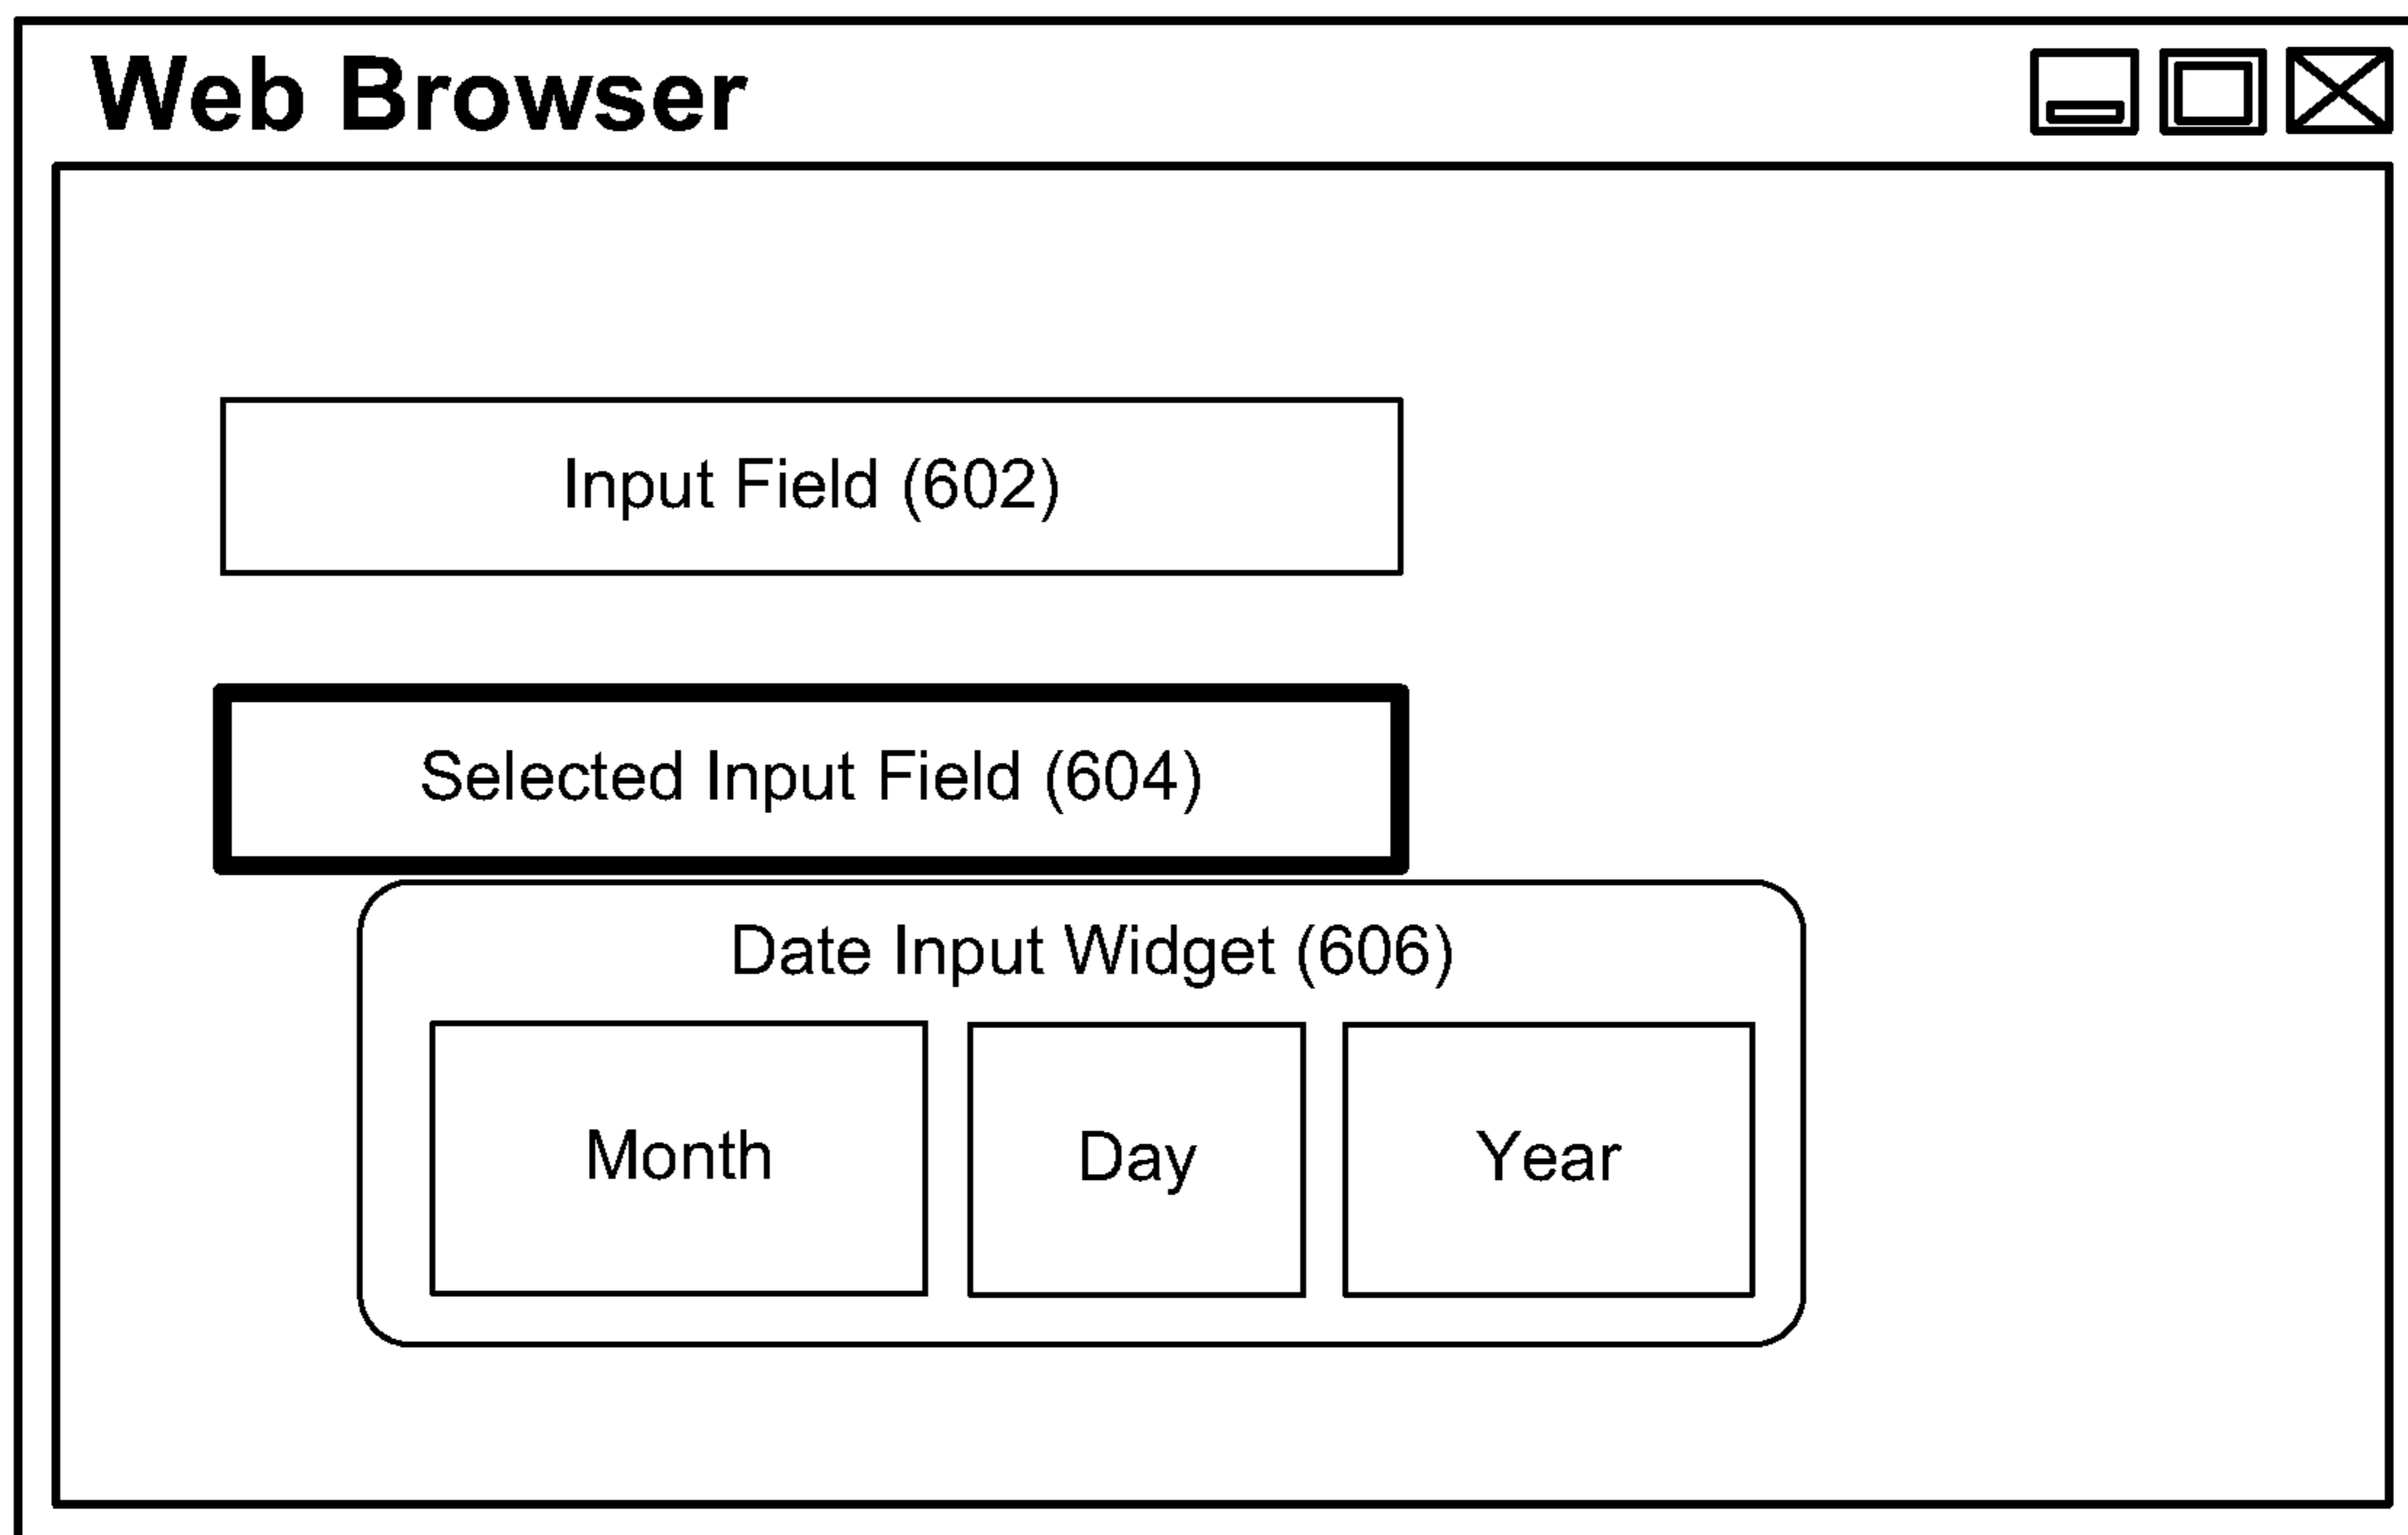 Web Browser
Input Field (602)
Selected Input Field (604)
Date Input Widget (606)
Month Day Year